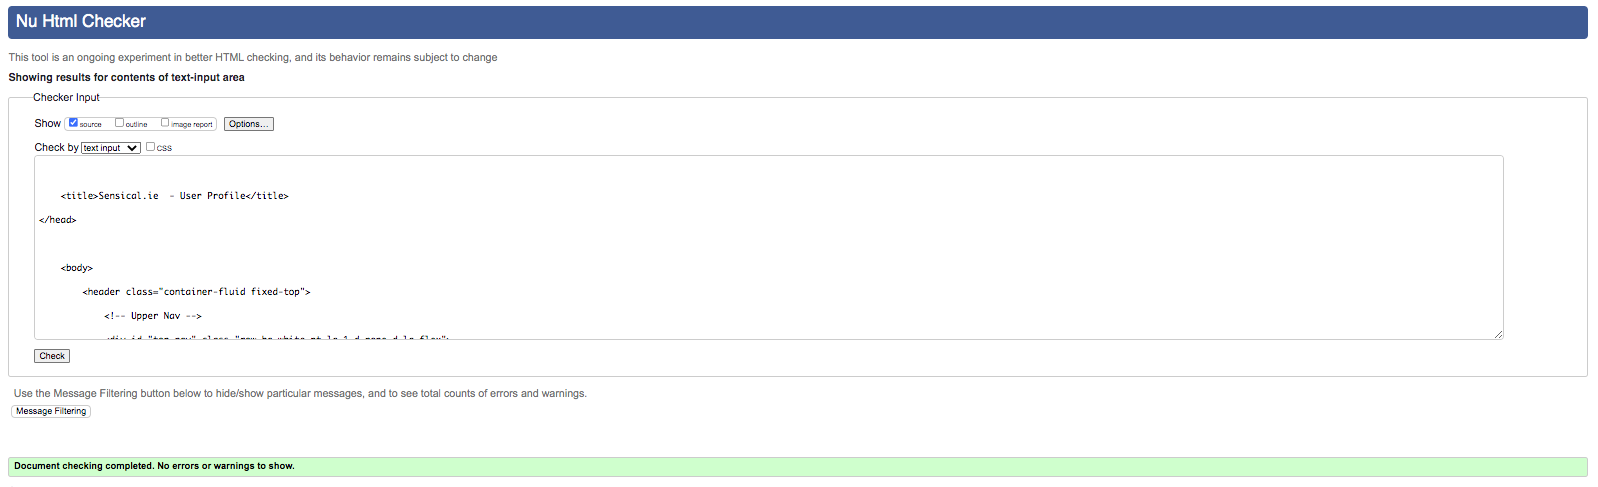 Nu Html Checker
This tool is an ongoing experiment in better HTML checking, and its behavior remains subject to change
Showing results for contents of text-input area
Checker Input
Show source outline image report Options...
Check by text input css
<title>Sensical.ie  - User Profile</title>
</head>
<body>
<header class="container-fluid fixed-top">
<!-- Upper Nav -->
Check
Use the Message Filtering button below to hide/show particular messages, and to see total counts of errors and warnings.
Message Filtering
Document checking completed. No errors or warnings to show.